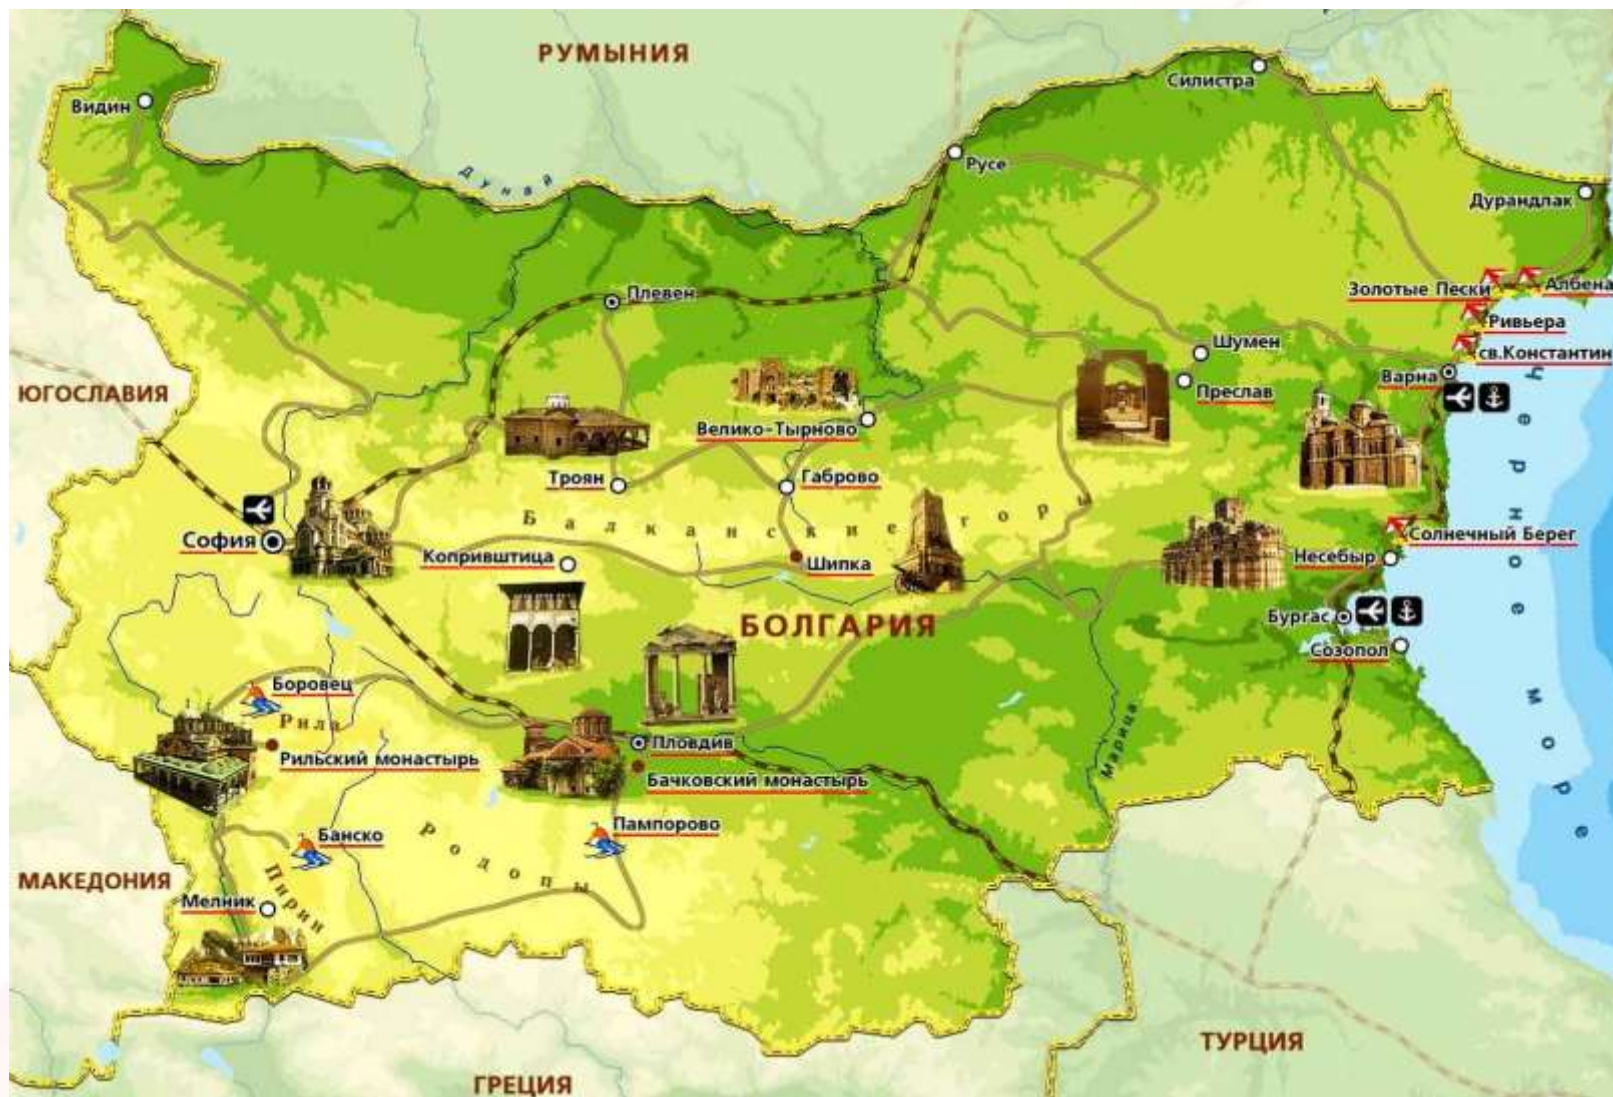 РУМЫНИЯ
Силистра
Видин
Русе
Дунай
Дурандлак
Плевен
Золотые Пески
Албена
Ривьера
Шумен
св.Константин
ЮГОСЛАВИЯ
Варна
Преслав
Велико-Тырново
Троян
Габрово
Балканские горы
София
Копривштица
Шипка
Солнечный Берег
Несебыр
БОЛГАРИЯ
Бургас
Созопол
Черное море
Боровец
Рила
Марица
Рильский монастырь
Пловдив
Бачковский монастырь
Пампорово
Банско
Родопы
МАКЕДОНИЯ
Пирин
Мелник
ТУРЦИЯ
ГРЕЦИЯ